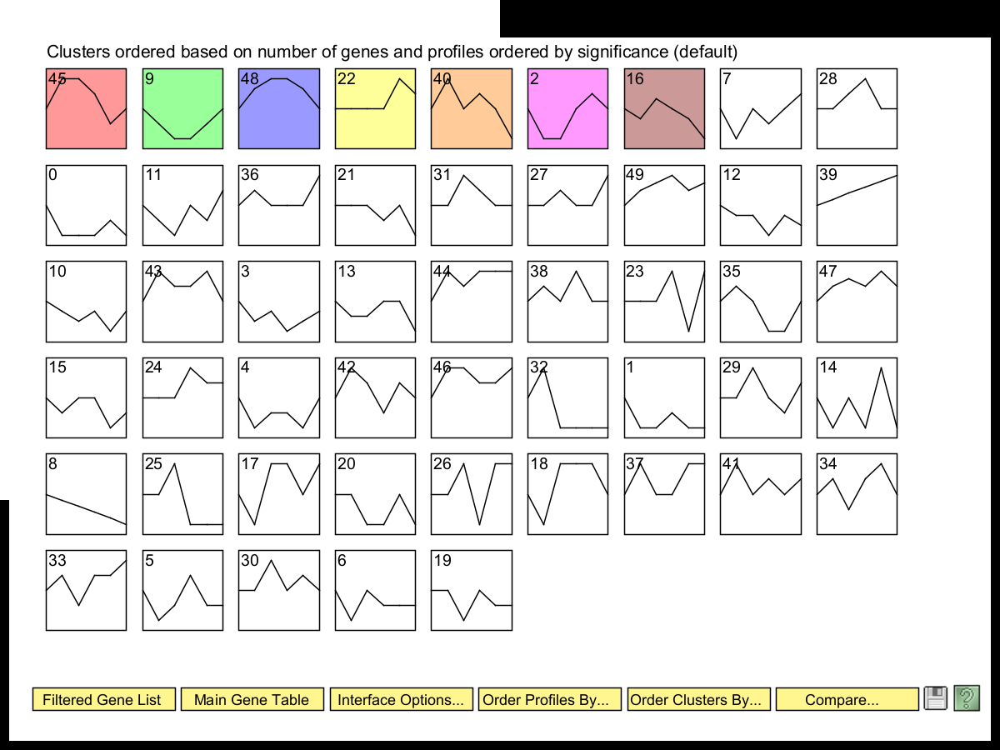 Clusters ordered based on number of genes and profiles ordered by significance (default)
45 9 48 22 40 2 16 7 28
0 11 36 21 31 27 49 12 39
10 43 3 13 44 38 23 35 47
15 24 4 42 46 32 1 29 14
8 25 17 20 26 18 37 41 34
33 5 30 6 19
Filtered Gene List Main Gene Table Interface Options... Order Profiles By... Order Clusters By... Compare... ?